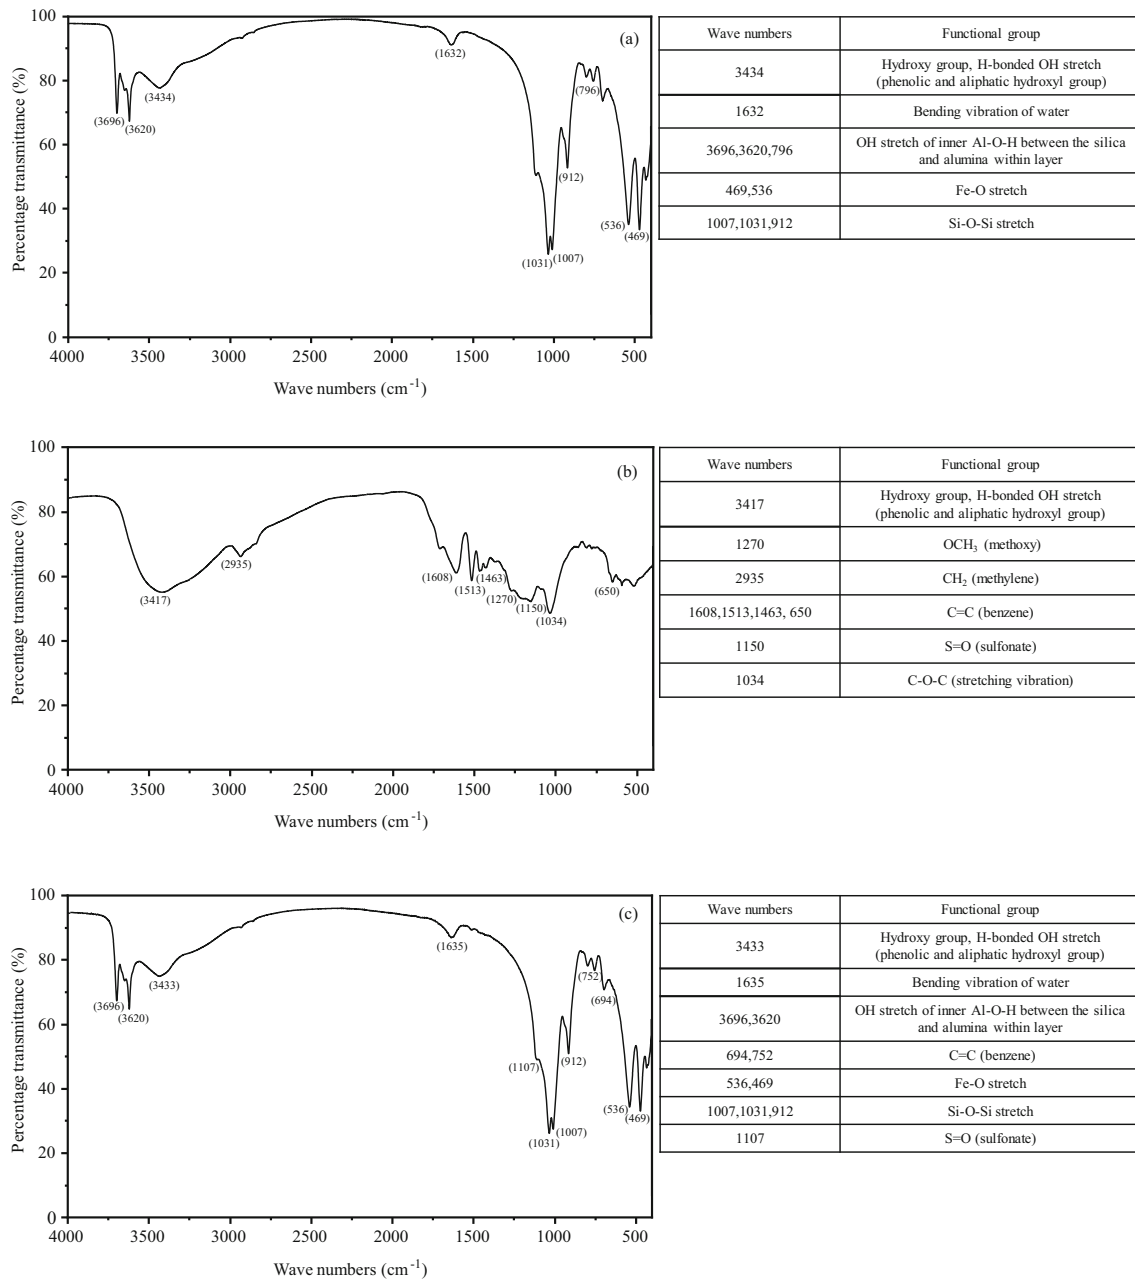 100
80
60
40
20
0
Percentage transmittance (%)
(a)
(3696)
(3620)
(3434)
(1632)
(1031)
(1007)
(912)
(796)
(536)
(469)
4000 3500 3000 2500 2000 1500 1000 500
Wave numbers (cm⁻¹)
Wave numbers Functional group
3434 Hydroxy group, H-bonded OH stretch
(phenolic and aliphatic hydroxyl group)
1632 Bending vibration of water
3696,3620,796 OH stretch of inner Al-O-H between the silica
and alumina within layer
469,536 Fe-O stretch
1007,1031,912 Si-O-Si stretch
100
80
60
40
20
0
Percentage transmittance (%)
(b)
(3417)
(2935)
(1608)
(1513)
(1463)
(1270)
(1150)
(1034)
(650)
4000 3500 3000 2500 2000 1500 1000 500
Wave numbers (cm⁻¹)
Wave numbers Functional group
3417 Hydroxy group, H-bonded OH stretch
(phenolic and aliphatic hydroxyl group)
1270 OCH₃ (methoxy)
2935 CH₂ (methylene)
1608,1513,1463, 650 C=C (benzene)
1150 S=O (sulfonate)
1034 C-O-C (stretching vibration)
100
80
60
40
20
0
Percentage transmittance (%)
(c)
(3696)
(3620)
(3433)
(1635)
(1107)
(1031)
(1007)
(912)
(752)
(694)
(536)
(469)
4000 3500 3000 2500 2000 1500 1000 500
Wave numbers (cm⁻¹)
Wave numbers Functional group
3433 Hydroxy group, H-bonded OH stretch
(phenolic and aliphatic hydroxyl group)
1635 Bending vibration of water
3696,3620 OH stretch of inner Al-O-H between the silica
and alumina within layer
694,752 C=C (benzene)
536,469 Fe-O stretch
1007,1031,912 Si-O-Si stretch
1107 S=O (sulfonate)